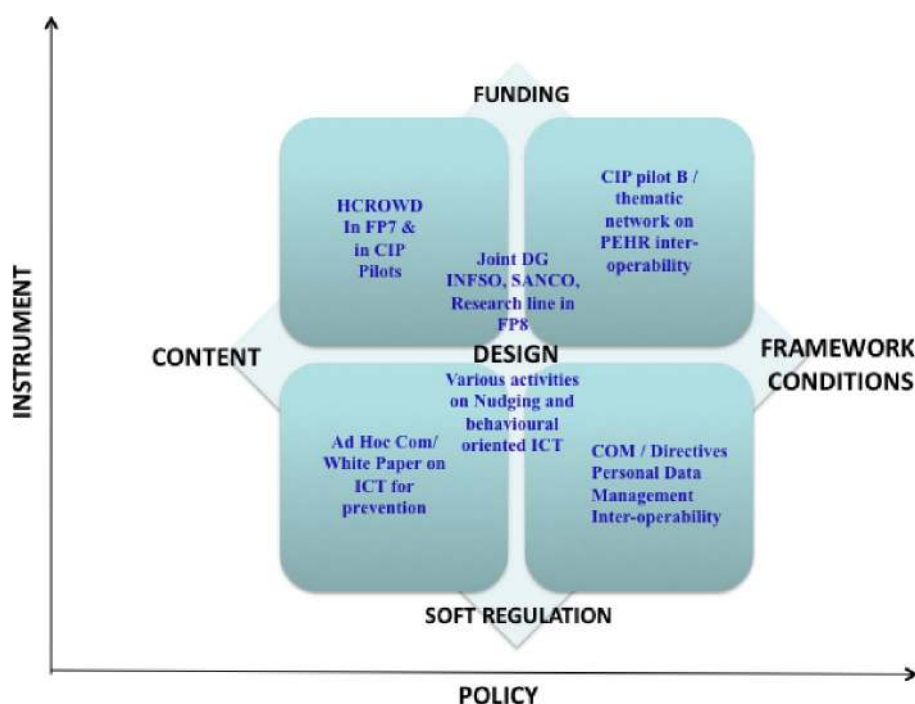 FUNDING
HCROWD
In FP7 &
in CIP
Pilots
CIP pilot B /
thematic
network on
PEHR inter-
operability
Joint DG
INFSO, SANCO,
Research line in
FP8
INSTRUMENT
CONTENT
DESIGN
FRAMEWORK
CONDITIONS
Various activities
on Nudging and
behavioural
oriented ICT
Ad Hoc Com/
White Paper on
ICT for
prevention
COM / Directives
Personal Data
Management
Inter-operability
SOFT REGULATION
POLICY